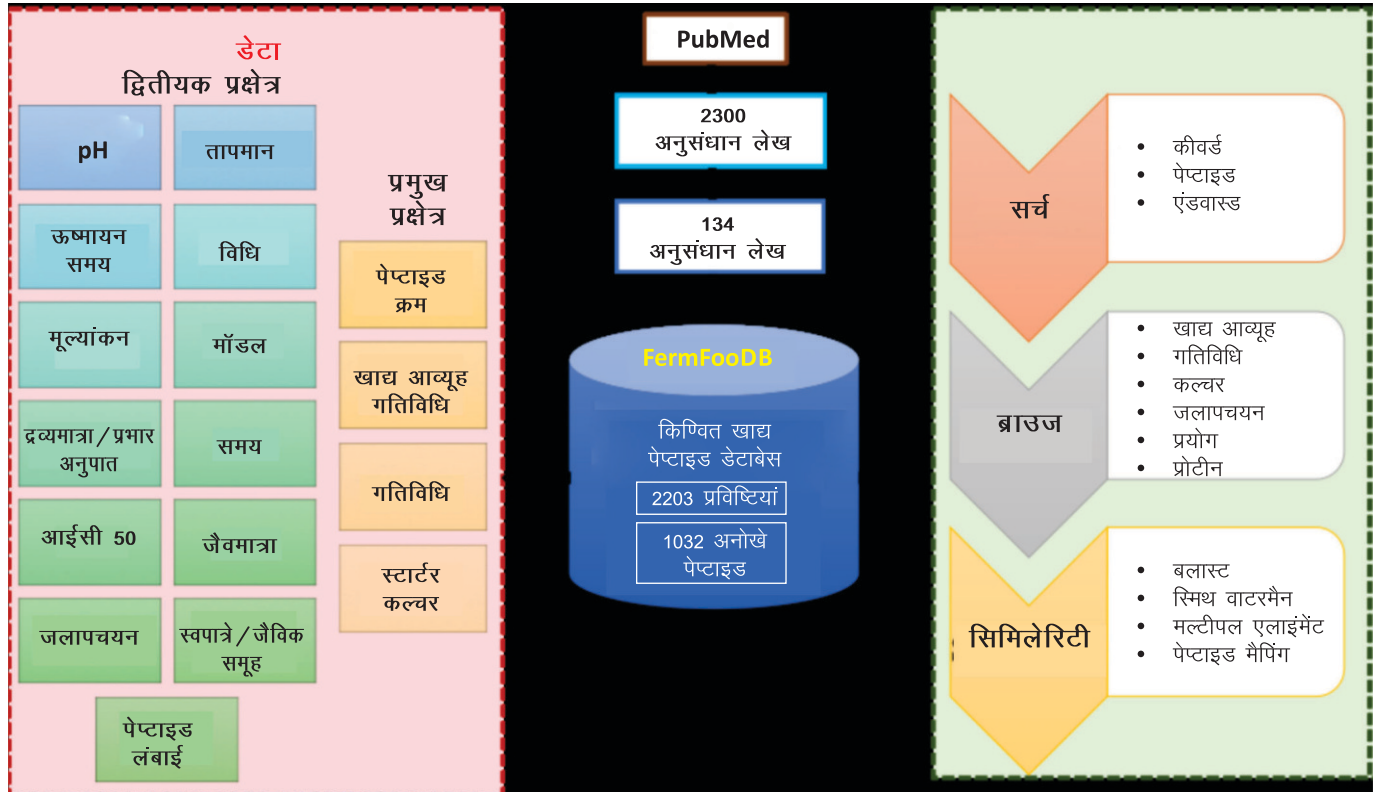 डेटा
द्वितीयक प्रक्षेत्र
pH
तापमान
ऊष्मायन
समय
विधि
मूल्यांकन
मॉडल
द्रव्यमात्रा/प्रभार
अनुपात
समय
आईसी 50
जैवमात्रा
जलापचयन
स्वपात्रे/जैविक
समूह
पेप्टाइड
लंबाई
प्रमुख
प्रक्षेत्र
पेप्टाइड
क्रम
खाद्य आव्यूह
गतिविधि
गतिविधि
स्टार्टर
कल्चर
PubMed
2300
अनुसंधान लेख
134
अनुसंधान लेख
FermFooDB
किण्वित खाद्य
पेप्टाइड डेटाबेस
2203 प्रविष्टियां
1032 अनोखे
पेप्टाइड
सर्च
• कीवर्ड
• पेप्टाइड
• एंडवास्ड
ब्राउज
• खाद्य आव्यूह
• गतिविधि
• कल्चर
• जलापचयन
• प्रयोग
• प्रोटीन
सिमिलेरिटी
• बलास्ट
• स्मिथ वाटरमैन
• मल्टीपल एलाइंमेंट
• पेप्टाइड मैपिंग